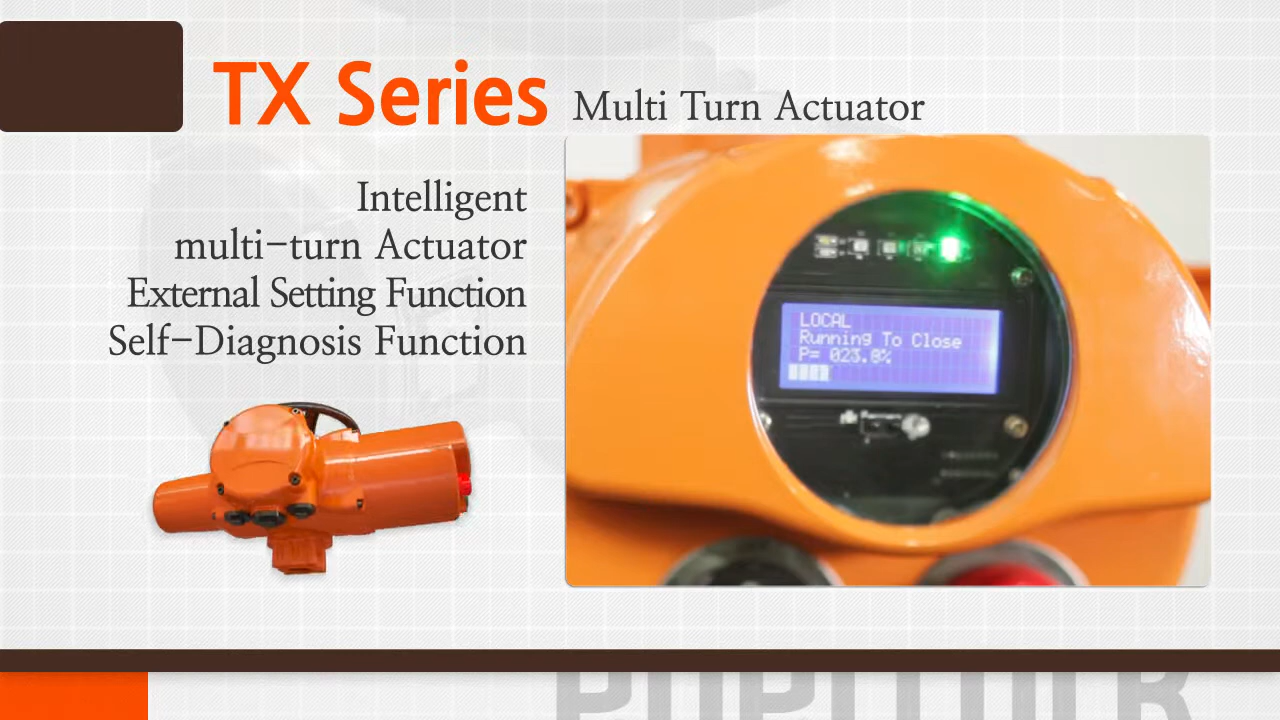 TX Series Multi Turn Actuator
Intelligent
multi-turn Actuator
External Setting Function
Self-Diagnosis Function
LOCAL
Running To Close
P= 023.8%